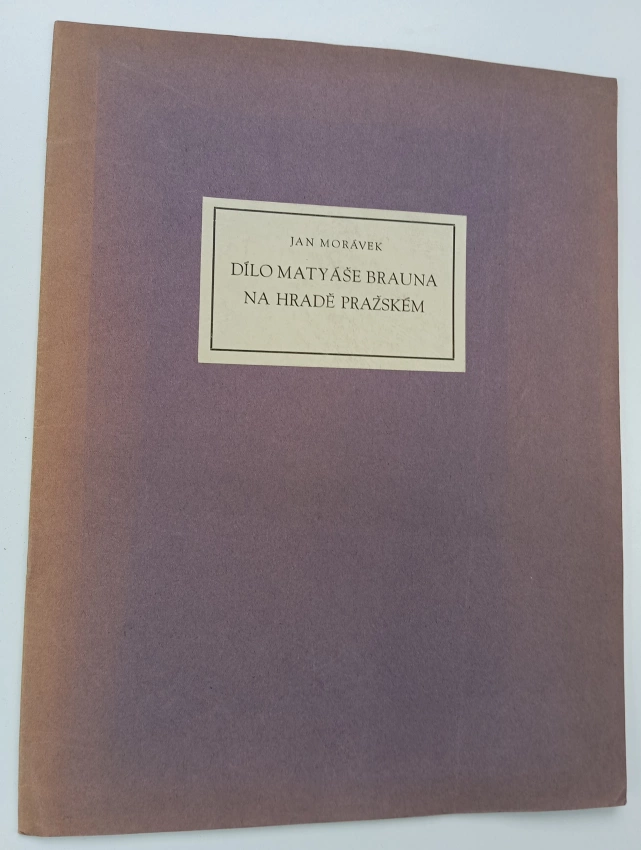 JAN MORÁVEK
DÍLO MATYÁŠE BRAUNA
NA HRADĚ PRAŽSKÉM